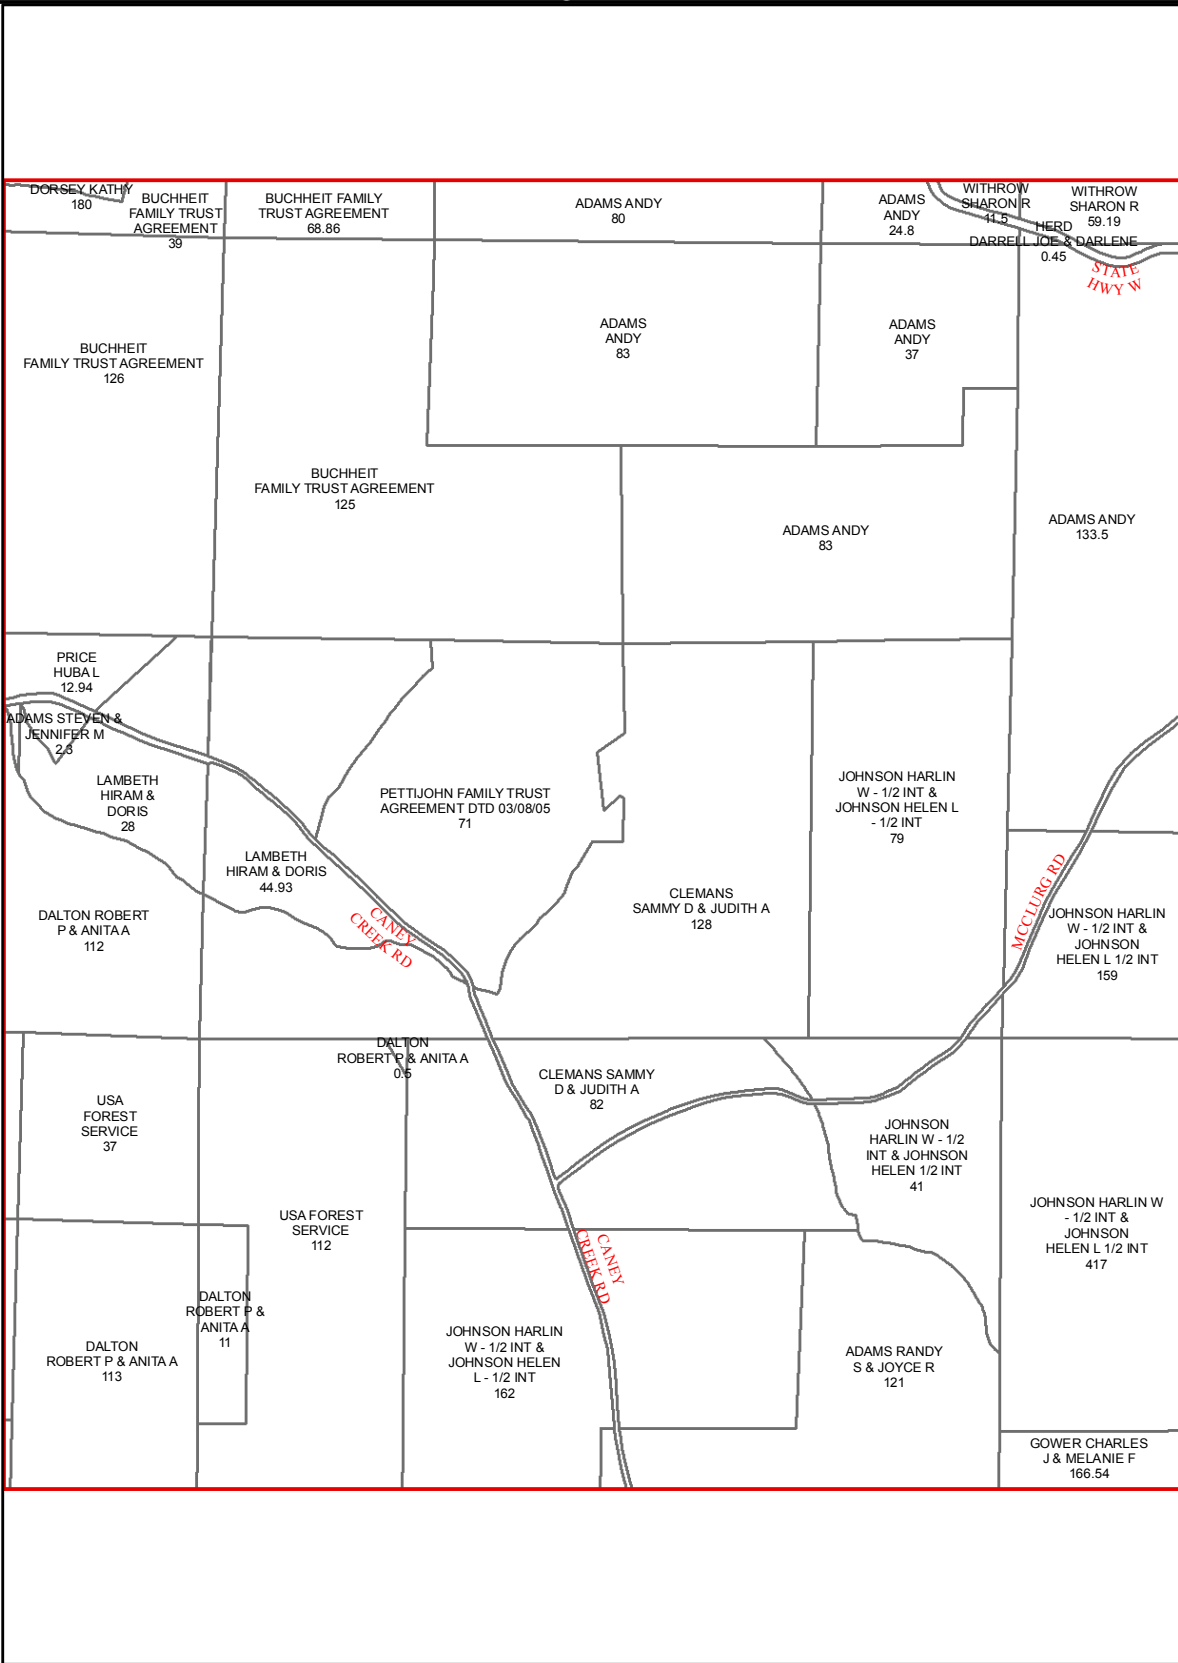 DORSEY KATHY
180
BUCHHEIT
FAMILY TRUST
AGREEMENT
39
BUCHHEIT FAMILY
TRUST AGREEMENT
68.86
ADAMS ANDY
80
ADAMS
ANDY
24.8
WITHROW
SHARON R
11.5
WITHROW
SHARON R
59.19
HERD
DARRELL JOE & DARLENE
0.45
STATE
HWY W
BUCHHEIT
FAMILY TRUST AGREEMENT
126
ADAMS
ANDY
83
ADAMS
ANDY
37
BUCHHEIT
FAMILY TRUST AGREEMENT
125
ADAMS ANDY
83
ADAMS ANDY
133.5
PRICE
HUBA L
12.94
ADAMS STEVEN &
JENNIFER M
2.3
LAMBETH
HIRAM &
DORIS
28
PETTIJOHN FAMILY TRUST
AGREEMENT DTD 03/08/05
71
JOHNSON HARLIN
W - 1/2 INT &
JOHNSON HELEN L
- 1/2 INT
79
LAMBETH
HIRAM & DORIS
44.93
CLEMANS
SAMMY D & JUDITH A
128
MCCLURG RD
DALTON ROBERT
P & ANITA A
112
CANEY
CREEK RD
JOHNSON HARLIN
W - 1/2 INT &
JOHNSON
HELEN L 1/2 INT
159
DALTON
ROBERT P & ANITA A
0.5
CLEMANS SAMMY
D & JUDITH A
82
USA
FOREST
SERVICE
37
JOHNSON
HARLIN W - 1/2
INT & JOHNSON
HELEN 1/2 INT
41
USA FOREST
SERVICE
112
JOHNSON HARLIN W
- 1/2 INT &
JOHNSON
HELEN L 1/2 INT
417
CANEY
CREEK RD
DALTON
ROBERT P &
ANITA A
11
DALTON
ROBERT P & ANITA A
113
JOHNSON HARLIN
W - 1/2 INT &
JOHNSON HELEN
L - 1/2 INT
162
ADAMS RANDY
S & JOYCE R
121
GOWER CHARLES
J & MELANIE F
166.54